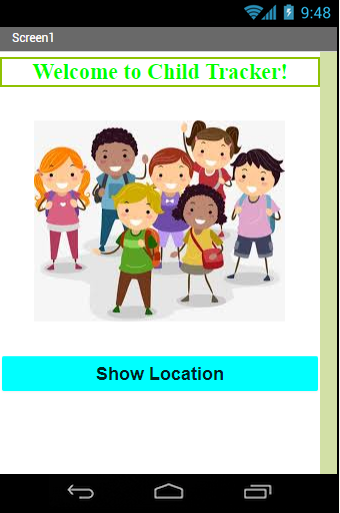 9:48
Screen1
Welcome to Child Tracker!
Show Location